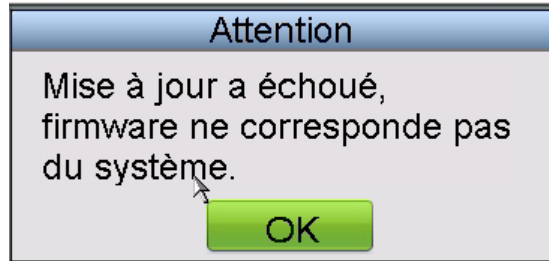 Attention
Mise à jour a échoué,
firmware ne corresponde pas
du système.
OK